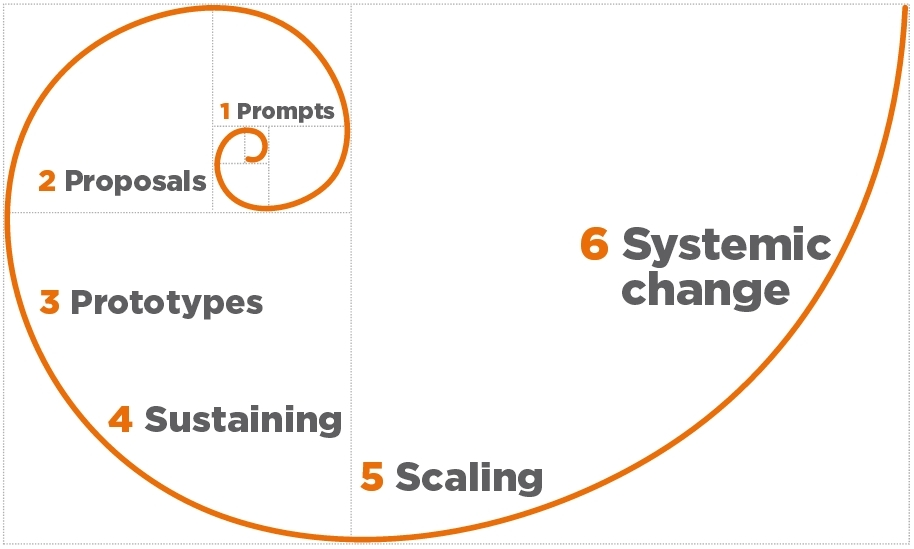 1 Prompts
2 Proposals
3 Prototypes
4 Sustaining
5 Scaling
6 Systemic
change